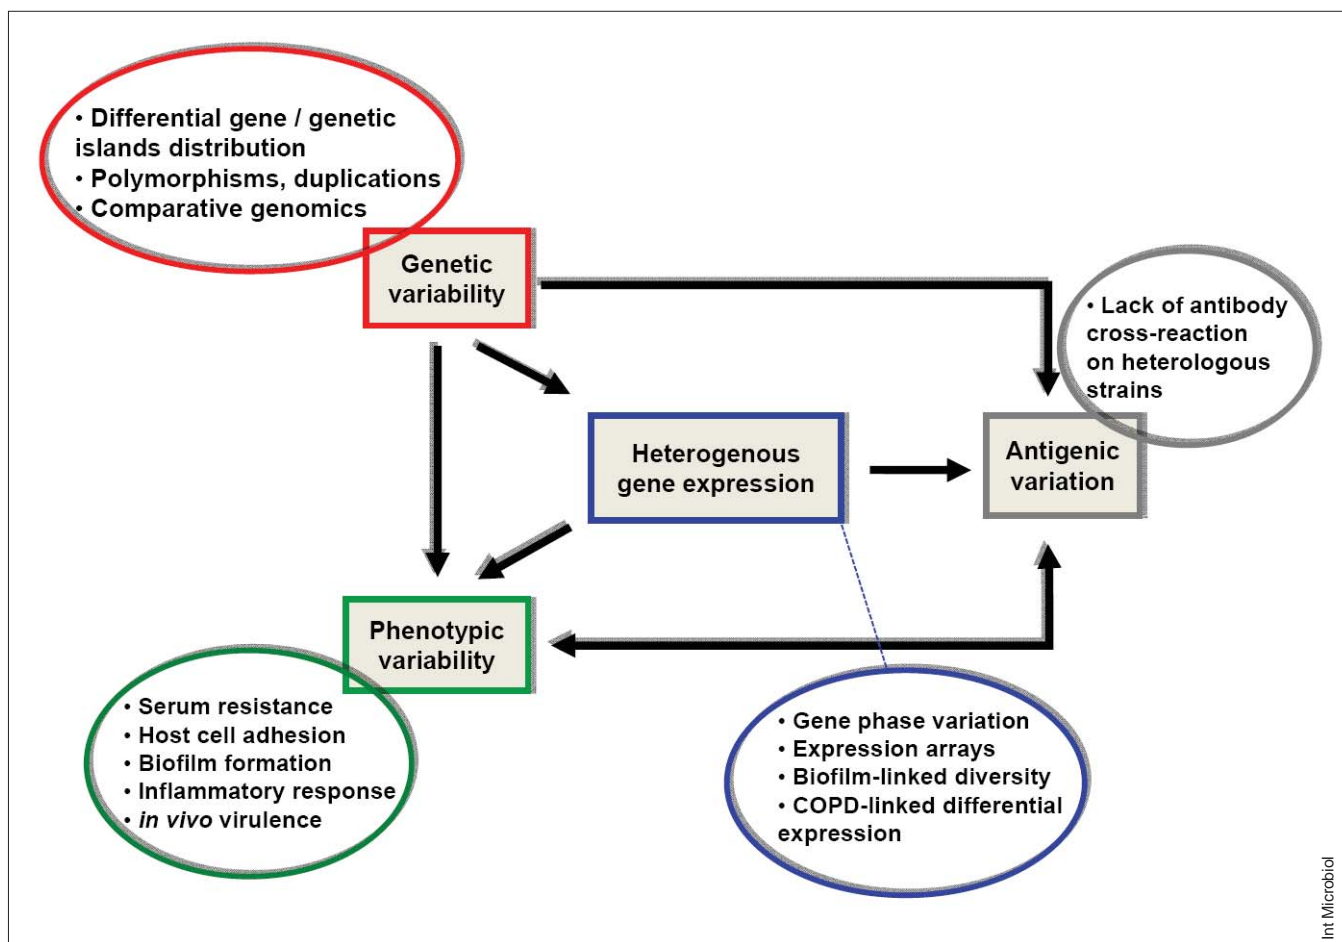 • Differential gene / genetic
islands distribution
• Polymorphisms, duplications
• Comparative genomics
Genetic
variability
• Lack of antibody
cross-reaction
on heterologous
strains
Heterogenous
gene expression
Antigenic
variation
Phenotypic
variability
• Serum resistance
• Host cell adhesion
• Biofilm formation
• Inflammatory response
• in vivo virulence
• Gene phase variation
• Expression arrays
• Biofilm-linked diversity
• COPD-linked differential
expression
Int Microbiol